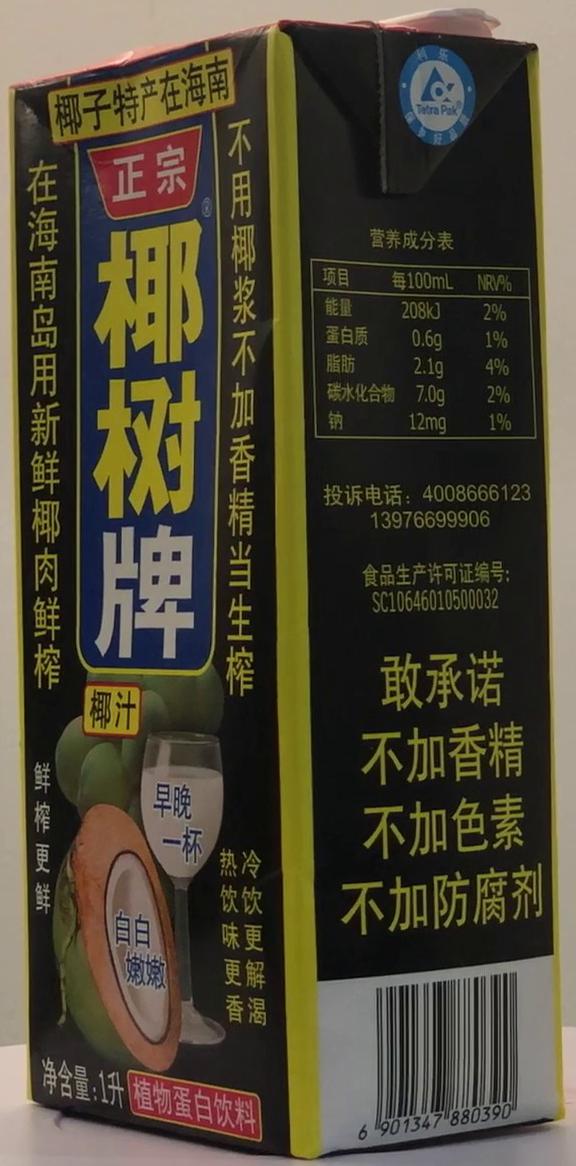 椰子特产在海南
正宗
椰树牌
®
在海南岛用新鲜椰肉鲜榨
不用椰浆不加香精当生榨
椰汁
鲜榨更鲜
早晚
一杯
白白
嫩嫩
冷饮更解渴
热饮味更香
净含量:1升
植物蛋白饮料
利乐
Tetra Pak®
营养成分表
项目 每100mL NRV%
能量 208kJ 2%
蛋白质 0.6g 1%
脂肪 2.1g 4%
碳水化合物 7.0g 2%
钠 12mg 1%
投诉电话：4008666123
13976699906
食品生产许可证编号:
SC10646010500032
敢承诺
不加香精
不加色素
不加防腐剂
6 901347 880390